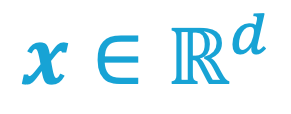 𝒙 ∈ ℝ^𝑑